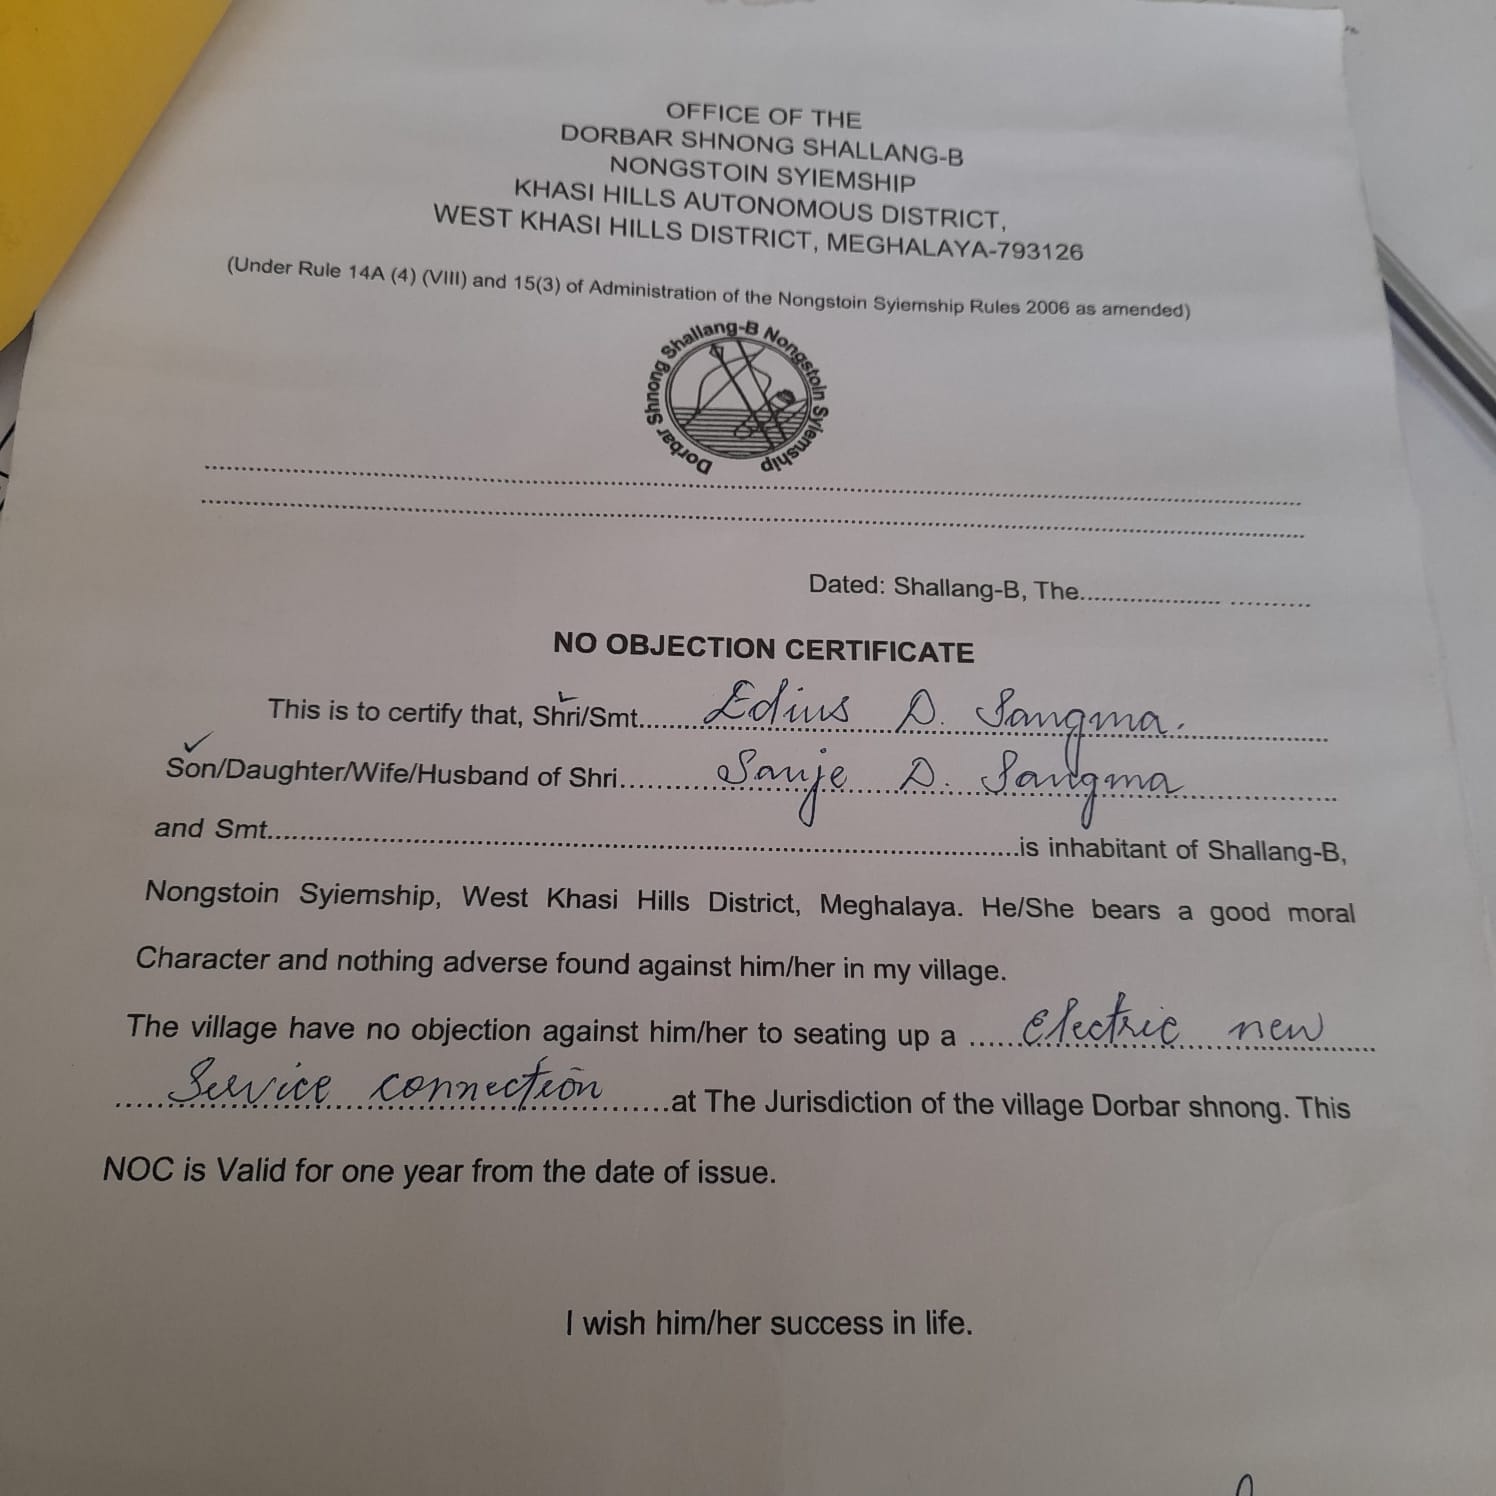 OFFICE OF THE
DORBAR SHNONG SHALLANG-B
NONGSTOIN SYIEMSHIP
KHASI HILLS AUTONOMOUS DISTRICT,
WEST KHASI HILLS DISTRICT, MEGHALAYA-793126
(Under Rule 14A (4) (VIII) and 15(3) of Administration of the Nongstoin Syiemship Rules 2006 as amended)
Dorbar Shnong Shallang-B Nongstoin Syiemship
Dated: Shallang-B, The...............................
NO OBJECTION CERTIFICATE
This is to certify that, Shri/Smt....... Edius D. Sangma.
Son/Daughter/Wife/Husband of Shri.......... Sanje D. Sangma
and Smt..........................................................................is inhabitant of Shallang-B,
Nongstoin Syiemship, West Khasi Hills District, Meghalaya. He/She bears a good moral
Character and nothing adverse found against him/her in my village.
The village have no objection against him/her to seating up a ...... Electric new
..... Service connection .......at The Jurisdiction of the village Dorbar shnong. This
NOC is Valid for one year from the date of issue.
I wish him/her success in life.